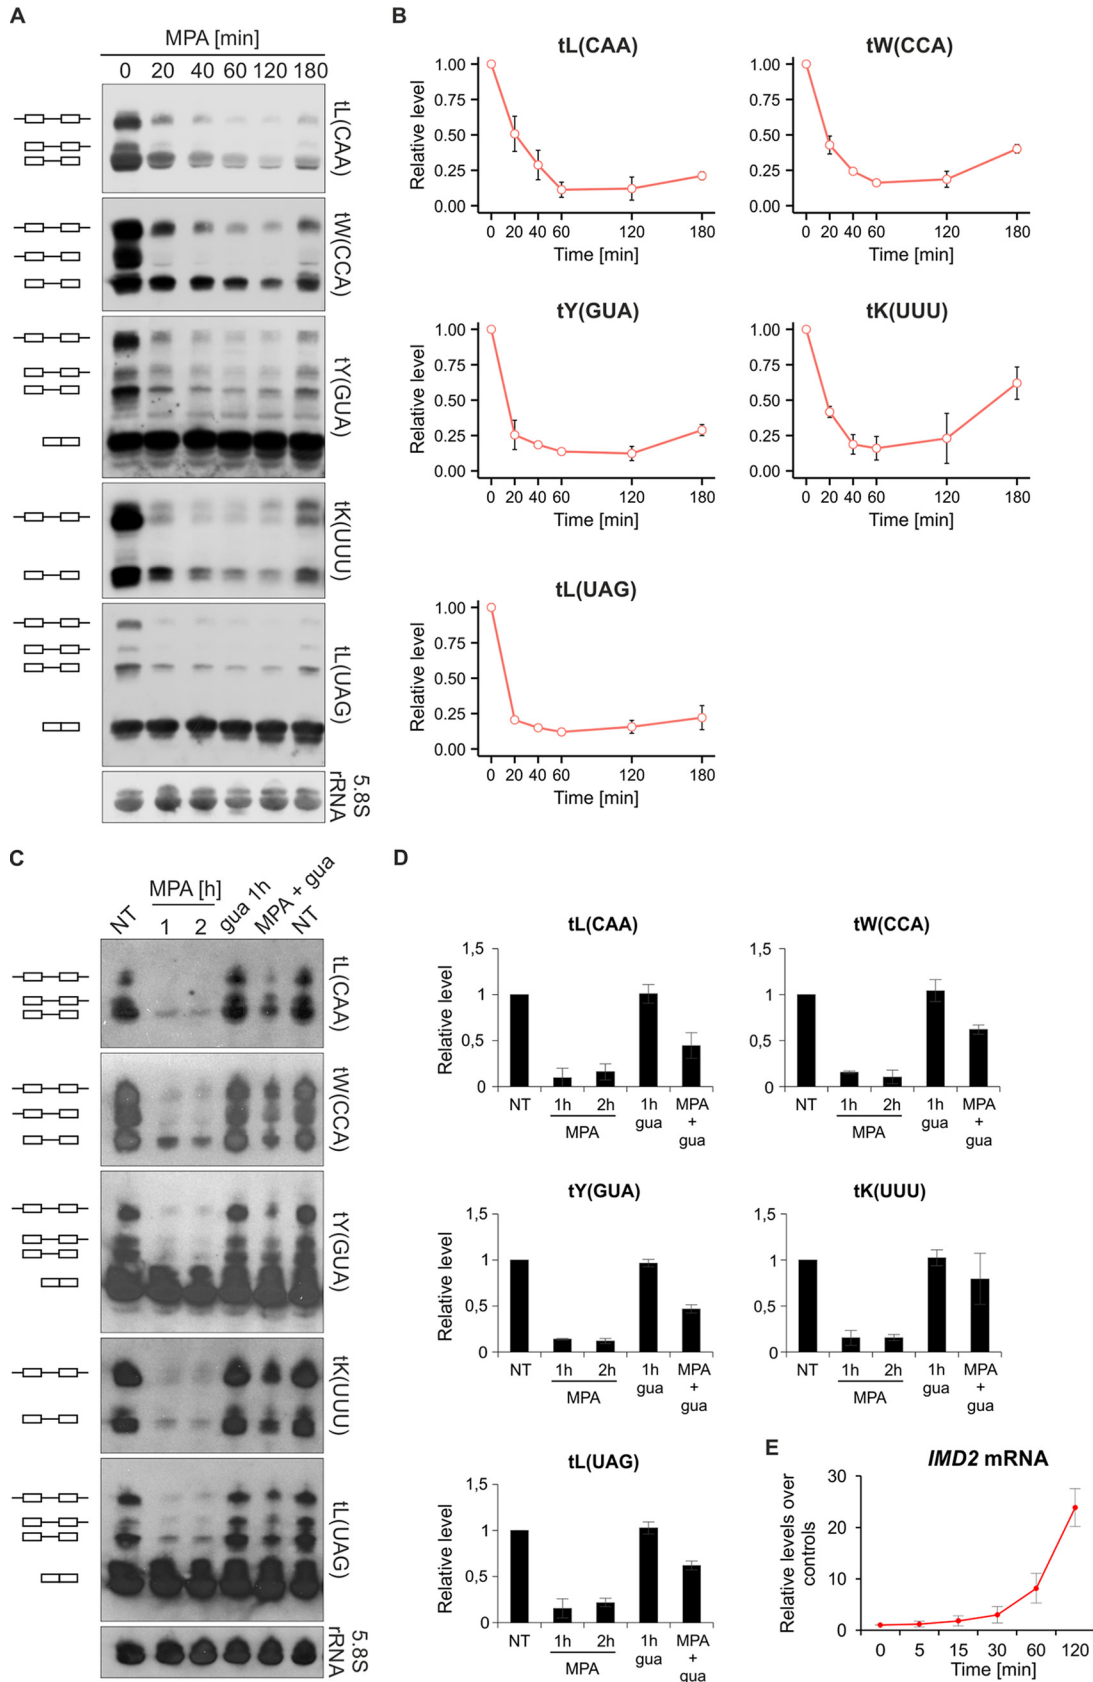 A
MPA [min]
0 20 40 60 120 180
tL(CAA)
tW(CCA)
tY(GUA)
tK(UUU)
tL(UAG)
5.8S
rRNA
B
tL(CAA)
Relative level
1.00
0.75
0.50
0.25
0.00
0 20 40 60 120 180
Time [min]
tW(CCA)
1.00
0.75
0.50
0.25
0.00
0 20 40 60 120 180
Time [min]
tY(GUA)
Relative level
1.00
0.75
0.50
0.25
0.00
0 20 40 60 120 180
Time [min]
tK(UUU)
1.00
0.75
0.50
0.25
0.00
0 20 40 60 120 180
Time [min]
tL(UAG)
Relative level
1.00
0.75
0.50
0.25
0.00
0 20 40 60 120 180
Time [min]
C
MPA [h]
NT 1 2 gua 1h MPA + gua NT
tL(CAA)
tW(CCA)
tY(GUA)
tK(UUU)
tL(UAG)
5.8S
rRNA
D
tL(CAA)
Relative level
1,5
1
0,5
0
NT 1h 2h 1h MPA
gua +
MPA gua
tW(CCA)
1,5
1
0,5
0
NT 1h 2h 1h MPA
gua +
MPA gua
tY(GUA)
Relative level
1,5
1
0,5
0
NT 1h 2h 1h MPA
gua +
MPA gua
tK(UUU)
1,5
1
0,5
0
NT 1h 2h 1h MPA
gua +
MPA gua
tL(UAG)
Relative level
1,5
1
0,5
0
NT 1h 2h 1h MPA
gua +
MPA gua
E
IMD2 mRNA
Relative levels over
controls
30
20
10
0
0 5 15 30 60 120
Time [min]